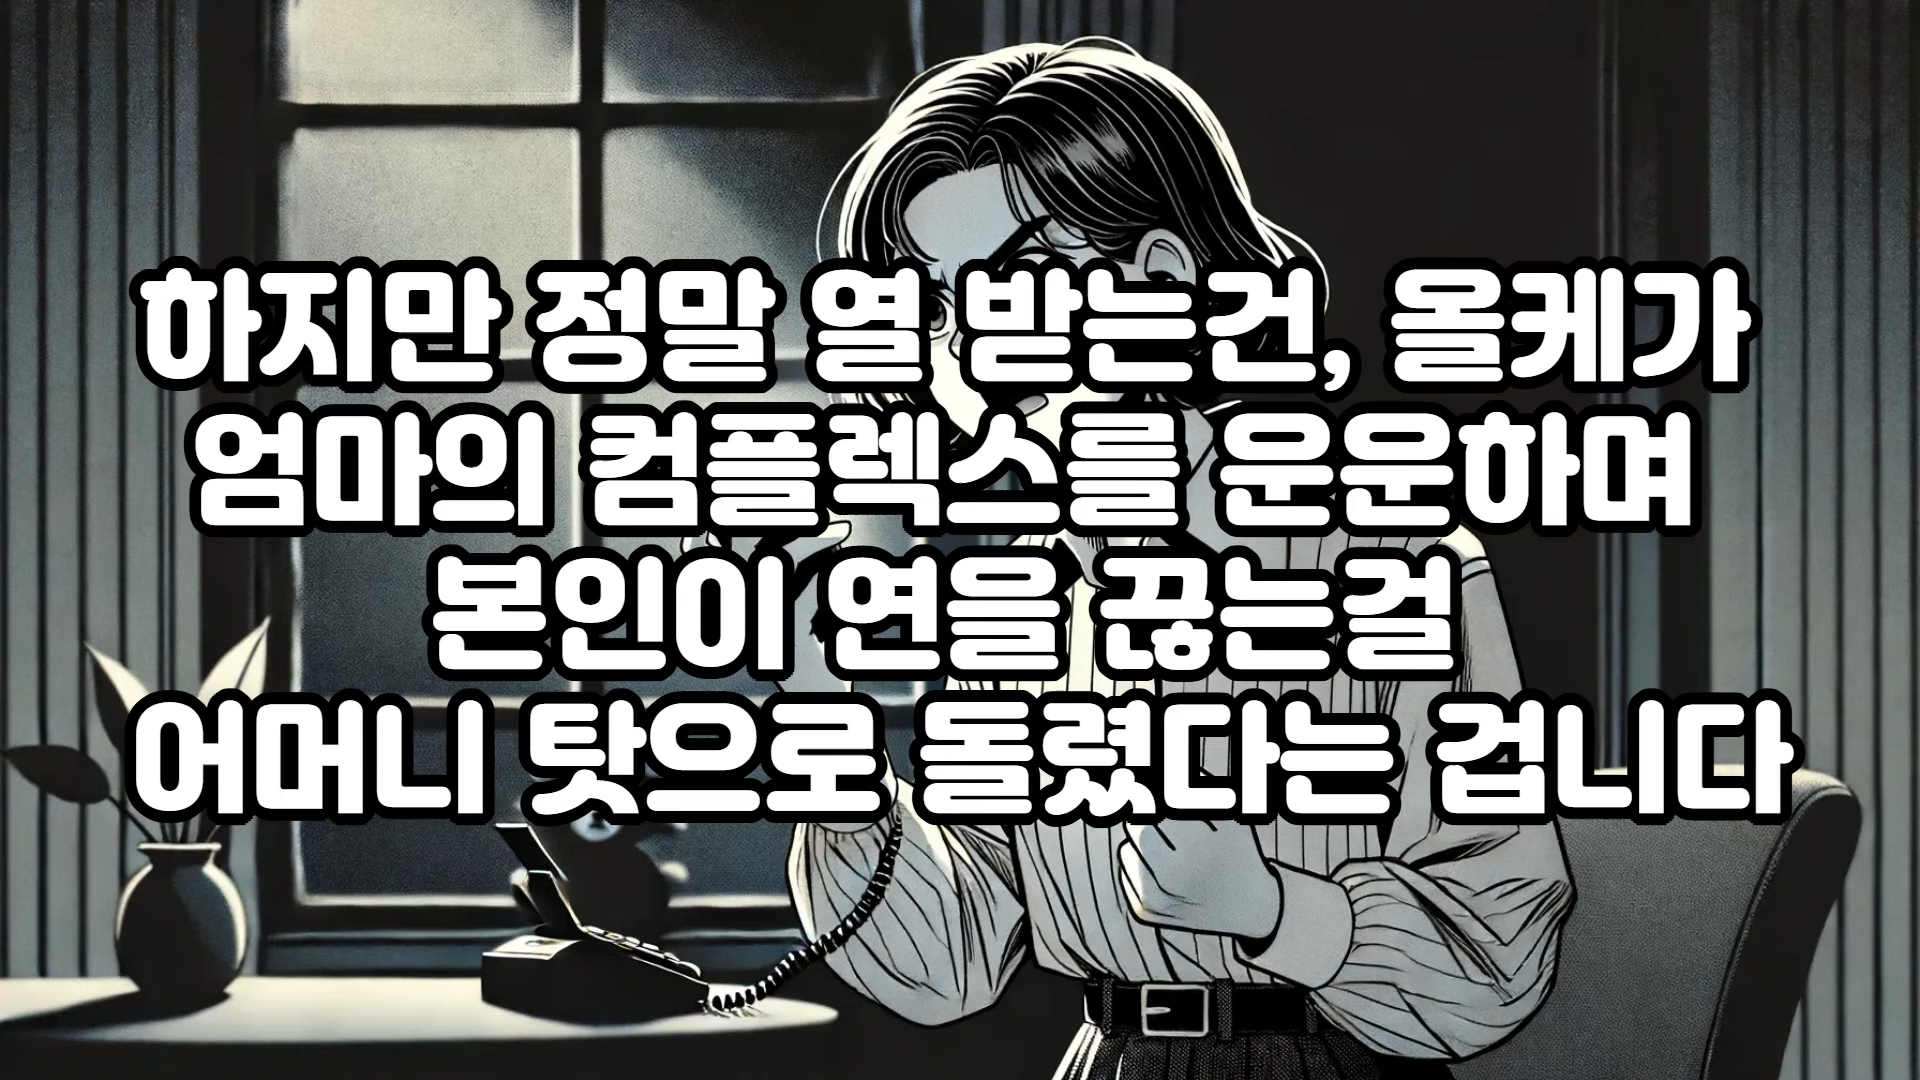 하지만 정말 열 받는건, 올케가
엄마의 컴플렉스를 운운하며
본인이 연을 끊는걸
어머니 탓으로 돌렸다는 겁니다